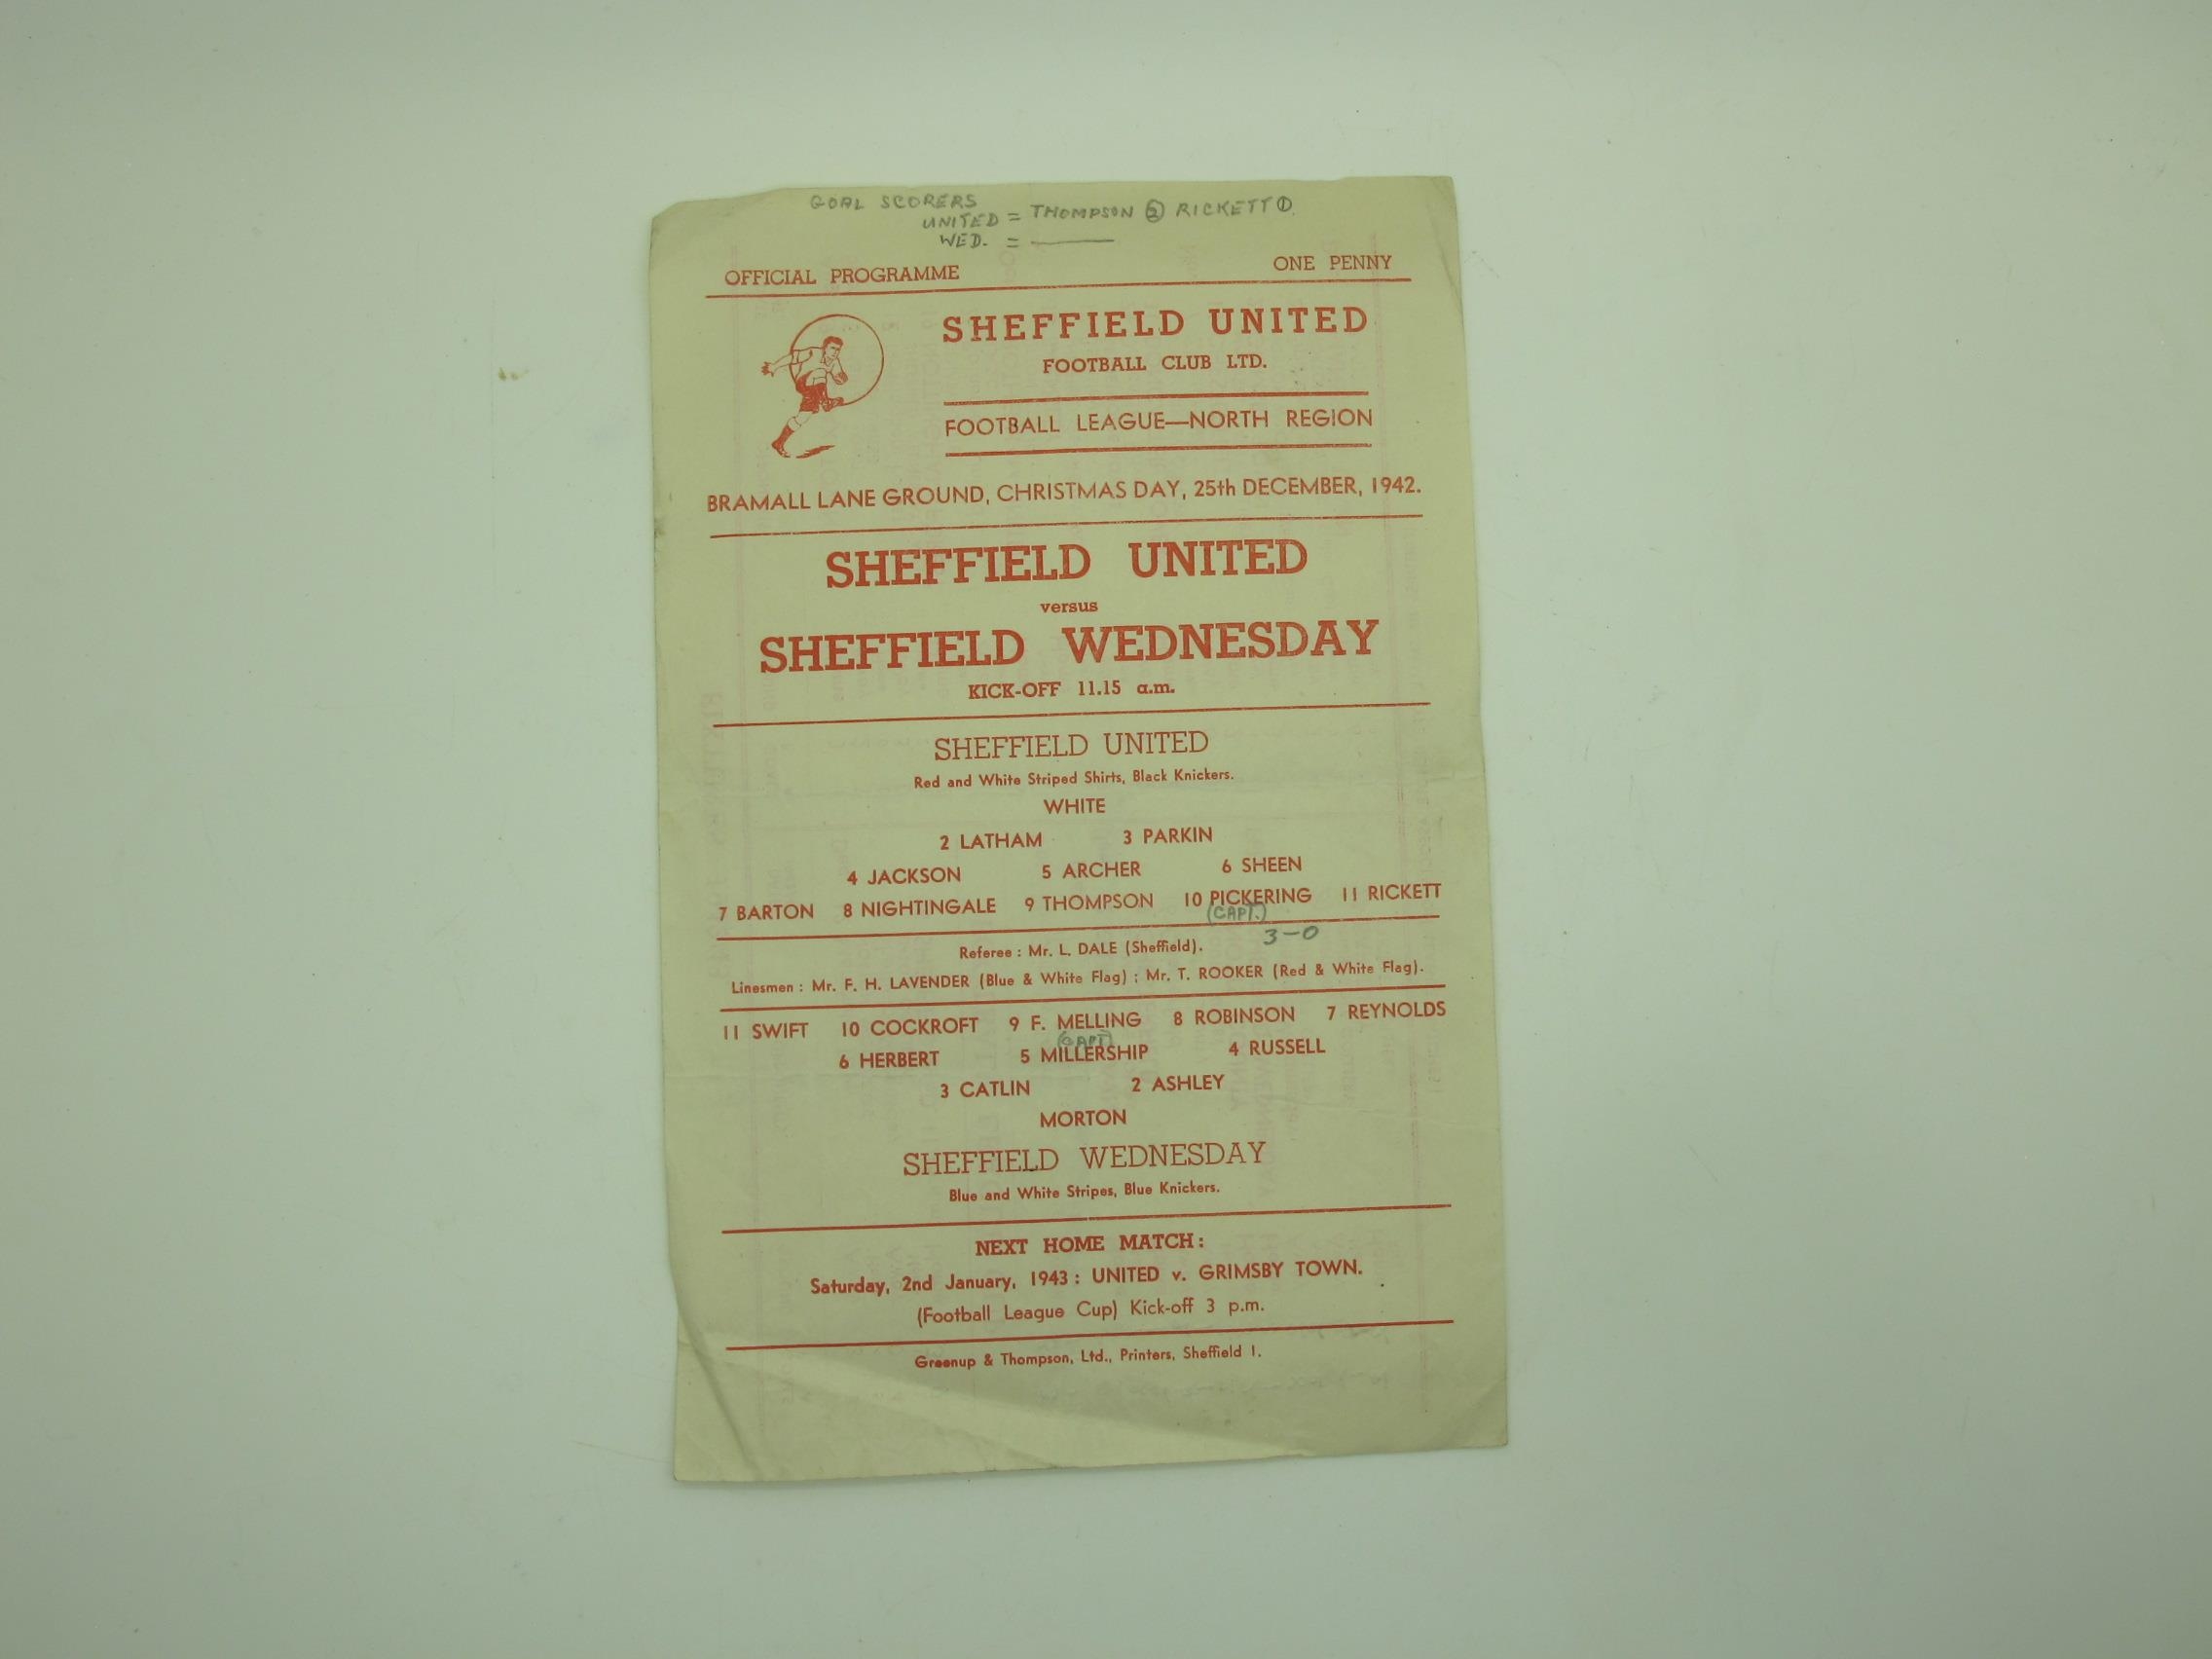 GOAL SCORERS
UNITED = THOMPSON ② RICKETT ①
WED. = ———
OFFICIAL PROGRAMME ONE PENNY
SHEFFIELD UNITED
FOOTBALL CLUB LTD.
FOOTBALL LEAGUE—NORTH REGION
BRAMALL LANE GROUND, CHRISTMAS DAY, 25th DECEMBER, 1942.
SHEFFIELD UNITED
versus
SHEFFIELD WEDNESDAY
KICK-OFF 11.15 a.m.
SHEFFIELD UNITED
Red and White Striped Shirts, Black Knickers.
WHITE
2 LATHAM 3 PARKIN
4 JACKSON 5 ARCHER 6 SHEEN
7 BARTON 8 NIGHTINGALE 9 THOMPSON 10 PICKERING 11 RICKETT
(CAPT.)
3-0
Referee : Mr. L. DALE (Sheffield).
Linesmen : Mr. F. H. LAVENDER (Blue & White Flag) ; Mr. T. ROOKER (Red & White Flag).
11 SWIFT 10 COCKROFT 9 F. MELLING 8 ROBINSON 7 REYNOLDS
(CAPT)
6 HERBERT 5 MILLERSHIP 4 RUSSELL
3 CATLIN 2 ASHLEY
MORTON
SHEFFIELD WEDNESDAY
Blue and White Stripes, Blue Knickers.
NEXT HOME MATCH :
Saturday, 2nd January, 1943 : UNITED v. GRIMSBY TOWN.
(Football League Cup) Kick-off 3 p.m.
Greenup & Thompson, Ltd., Printers, Sheffield 1.